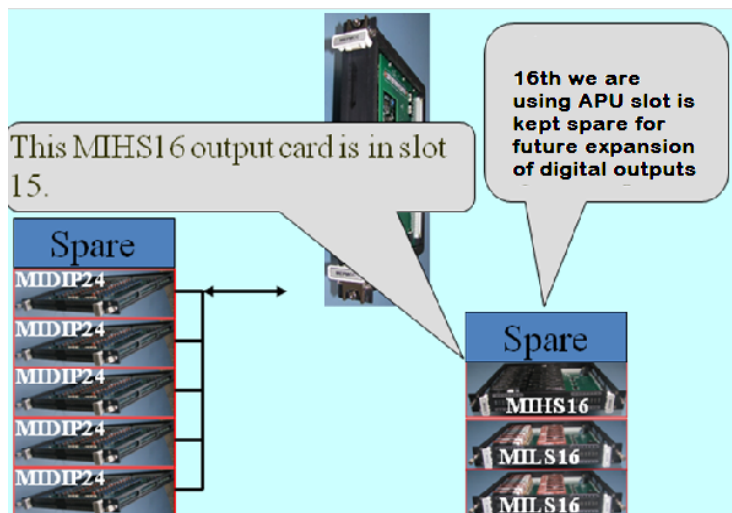 16th we are
using APU slot is
kept spare for
future expansion
of digital outputs
This MIHS16 output card is in slot
15.
Spare
MIDIP24
MIDIP24
MIDIP24
MIDIP24
MIDIP24
Spare
MIHS16
MILS16
MILS16